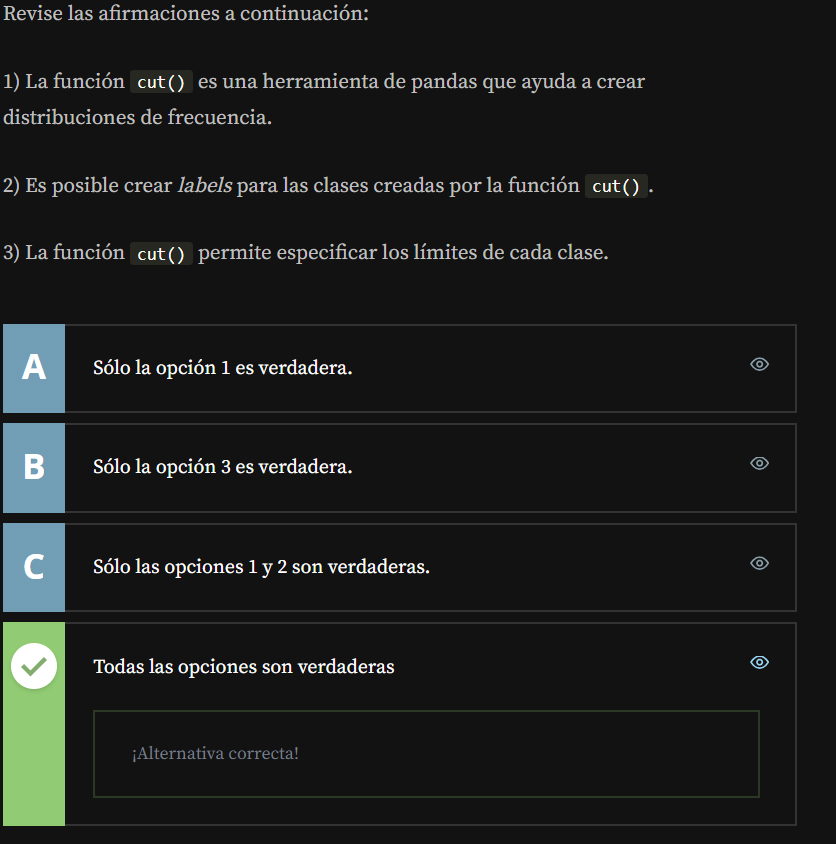 Revise las afirmaciones a continuación:
1) La función cut() es una herramienta de pandas que ayuda a crear
distribuciones de frecuencia.
2) Es posible crear labels para las clases creadas por la función cut().
3) La función cut() permite especificar los límites de cada clase.
A Sólo la opción 1 es verdadera.
B Sólo la opción 3 es verdadera.
C Sólo las opciones 1 y 2 son verdaderas.
Todas las opciones son verdaderas
¡Alternativa correcta!